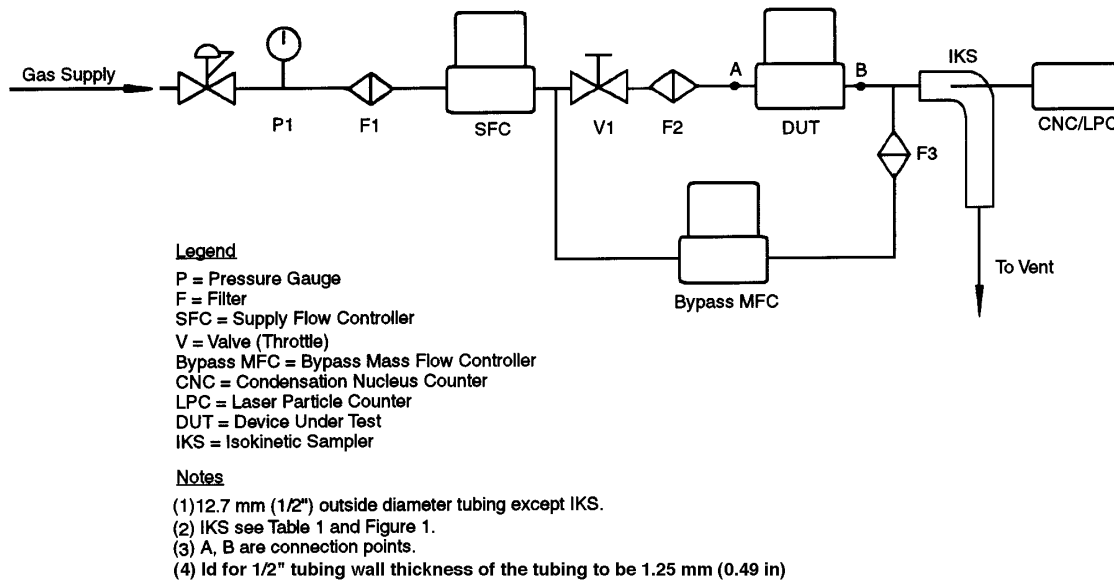 Gas Supply
P1
F1
SFC
V1
F2
A
DUT
B
IKS
CNC/LPC
F3
Bypass MFC
To Vent
Legend
P = Pressure Gauge
F = Filter
SFC = Supply Flow Controller
V = Valve (Throttle)
Bypass MFC = Bypass Mass Flow Controller
CNC = Condensation Nucleus Counter
LPC = Laser Particle Counter
DUT = Device Under Test
IKS = Isokinetic Sampler
Notes
(1)12.7 mm (1/2") outside diameter tubing except IKS.
(2) IKS see Table 1 and Figure 1.
(3) A, B are connection points.
(4) Id for 1/2" tubing wall thickness of the tubing to be 1.25 mm (0.49 in)